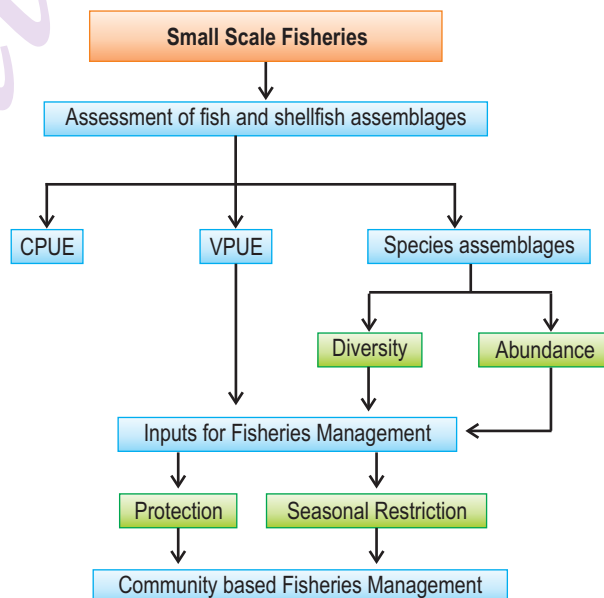 Small Scale Fisheries
Assessment of fish and shellfish assemblages
CPUE
VPUE
Species assemblages
Diversity
Abundance
Inputs for Fisheries Management
Protection
Seasonal Restriction
Community based Fisheries Management